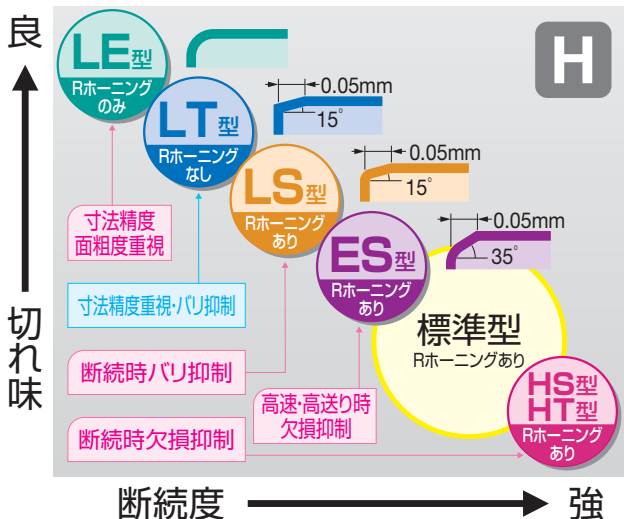 良
切れ味
H
LE型
Rホーニング
のみ
LT型
Rホーニング
なし
0.05mm
15°
LS型
Rホーニング
あり
0.05mm
15°
ES型
Rホーニング
あり
0.05mm
35°
標準型
Rホーニングあり
HS型
HT型
Rホーニング
あり
寸法精度
面粗度重視
寸法精度重視・バリ抑制
断続時バリ抑制
高速・高送り時
欠損抑制
断続時欠損抑制
断続度
強